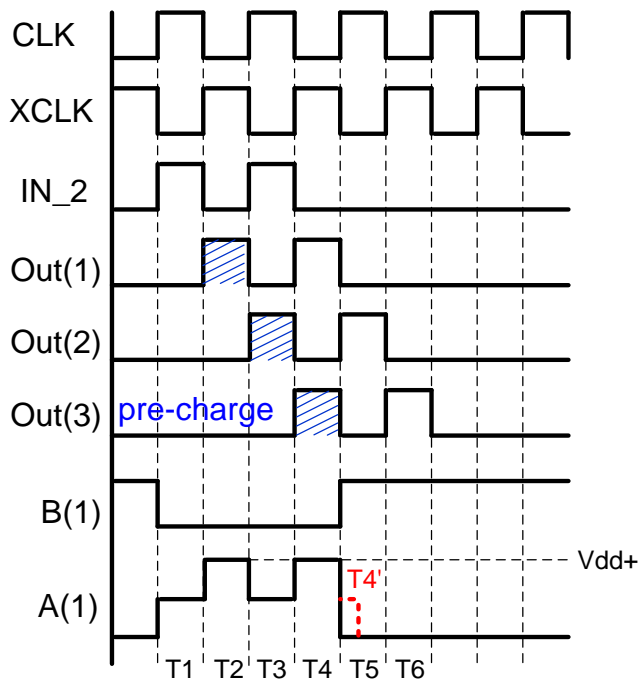 CLK
XCLK
IN_2
Out(1)
Out(2)
Out(3)
pre-charge
B(1)
Vdd+
T4'
A(1)
T1 T2 T3 T4 T5 T6